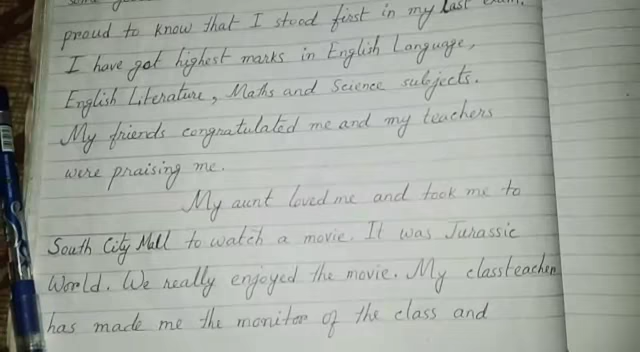 proud to know that I stood first in my last exam.
I have got highest marks in English Language,
English Literature, Maths and Science subjects.
My friends congratulated me and my teachers
were praising me.
My aunt loved me and took me to
South City Mall to watch a movie. It was Jurassic
World. We really enjoyed the movie. My classteacher
has made me the monitor of the class and